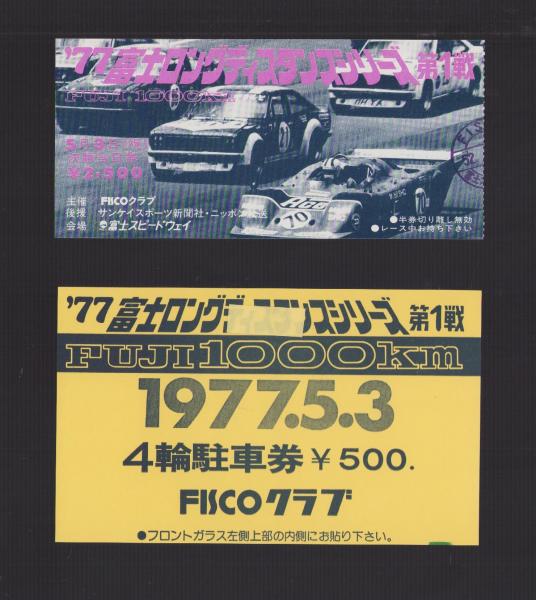 '77富士ロングディスタンスシリーズ 第1戦
FUJI 1000km
5月3日(火)
¥2,500
主催 FISCOクラブ
後援 サンケイスポーツ新聞社・ニッポン放送
会場 富士スピードウェイ
●半券切り離し無効
●レース中お持ち下さい
71
HGG
70
70
'77富士ロングディスタンスシリーズ 第1戦
FUJI 1000km
1977.5.3
4輪駐車券 ¥500.
FISCOクラブ
●フロントガラス左側上部の内側にお貼り下さい。